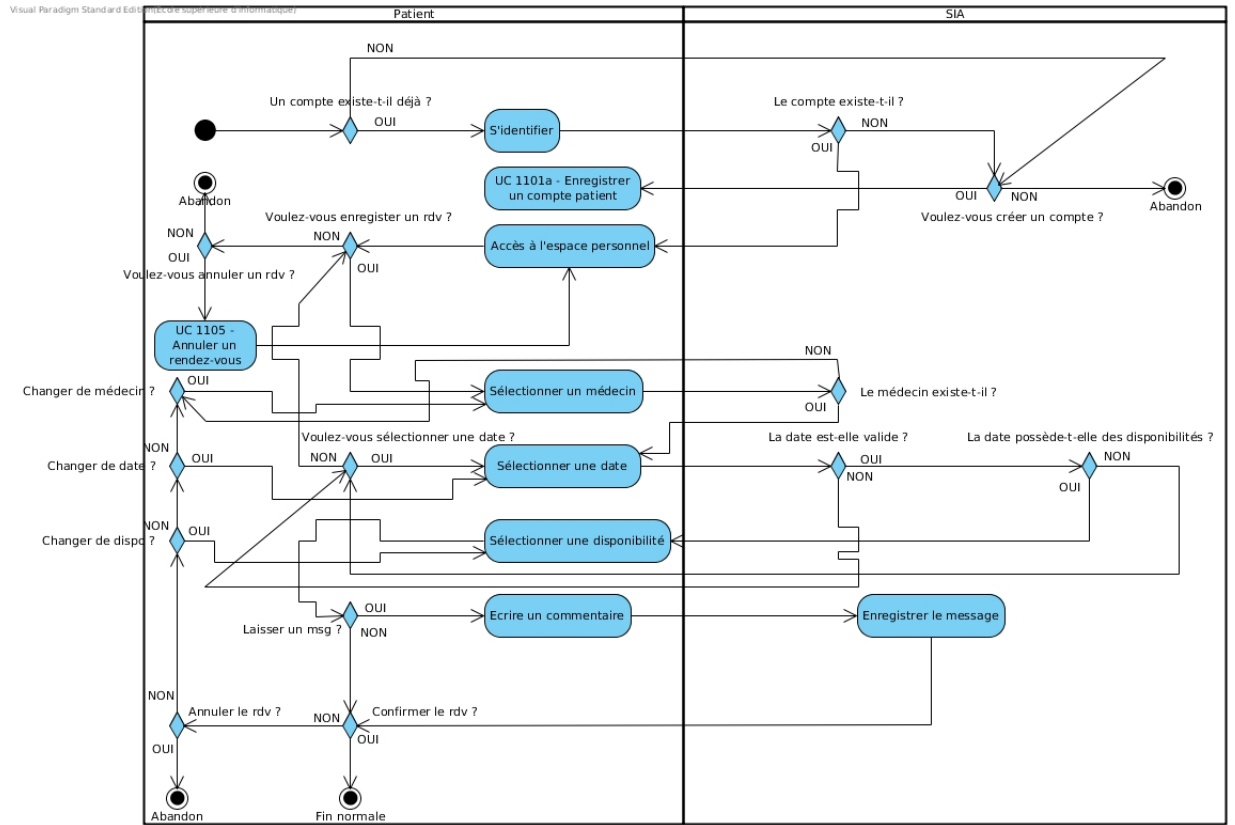 Visual Paradigm Standard Edition(Ecole superieure d'informatique)
Patient
SIA
NON
Un compte existe-t-il déjà ?
OUI
S'identifier
Le compte existe-t-il ?
NON
OUI
UC 1101a - Enregistrer
un compte patient
OUI
NON
Voulez-vous créer un compte ?
Abandon
Abandon
NON
OUI
Voulez-vous annuler un rdv ?
Voulez-vous enregister un rdv ?
NON
OUI
Accès à l'espace personnel
UC 1105 -
Annuler un
rendez-vous
NON
Changer de médecin ?
OUI
Sélectionner un médecin
Le médecin existe-t-il ?
OUI
Voulez-vous sélectionner une date ?
La date est-elle valide ?
La date possède-t-elle des disponibilités ?
NON
Changer de date ?
OUI
NON
OUI
Sélectionner une date
OUI
NON
NON
OUI
NON
Changer de dispo ?
OUI
Sélectionner une disponibilité
OUI
Laisser un msg ?
NON
Ecrire un commentaire
Enregistrer le message
NON
Annuler le rdv ?
NON
Confirmer le rdv ?
OUI
OUI
Abandon
Fin normale